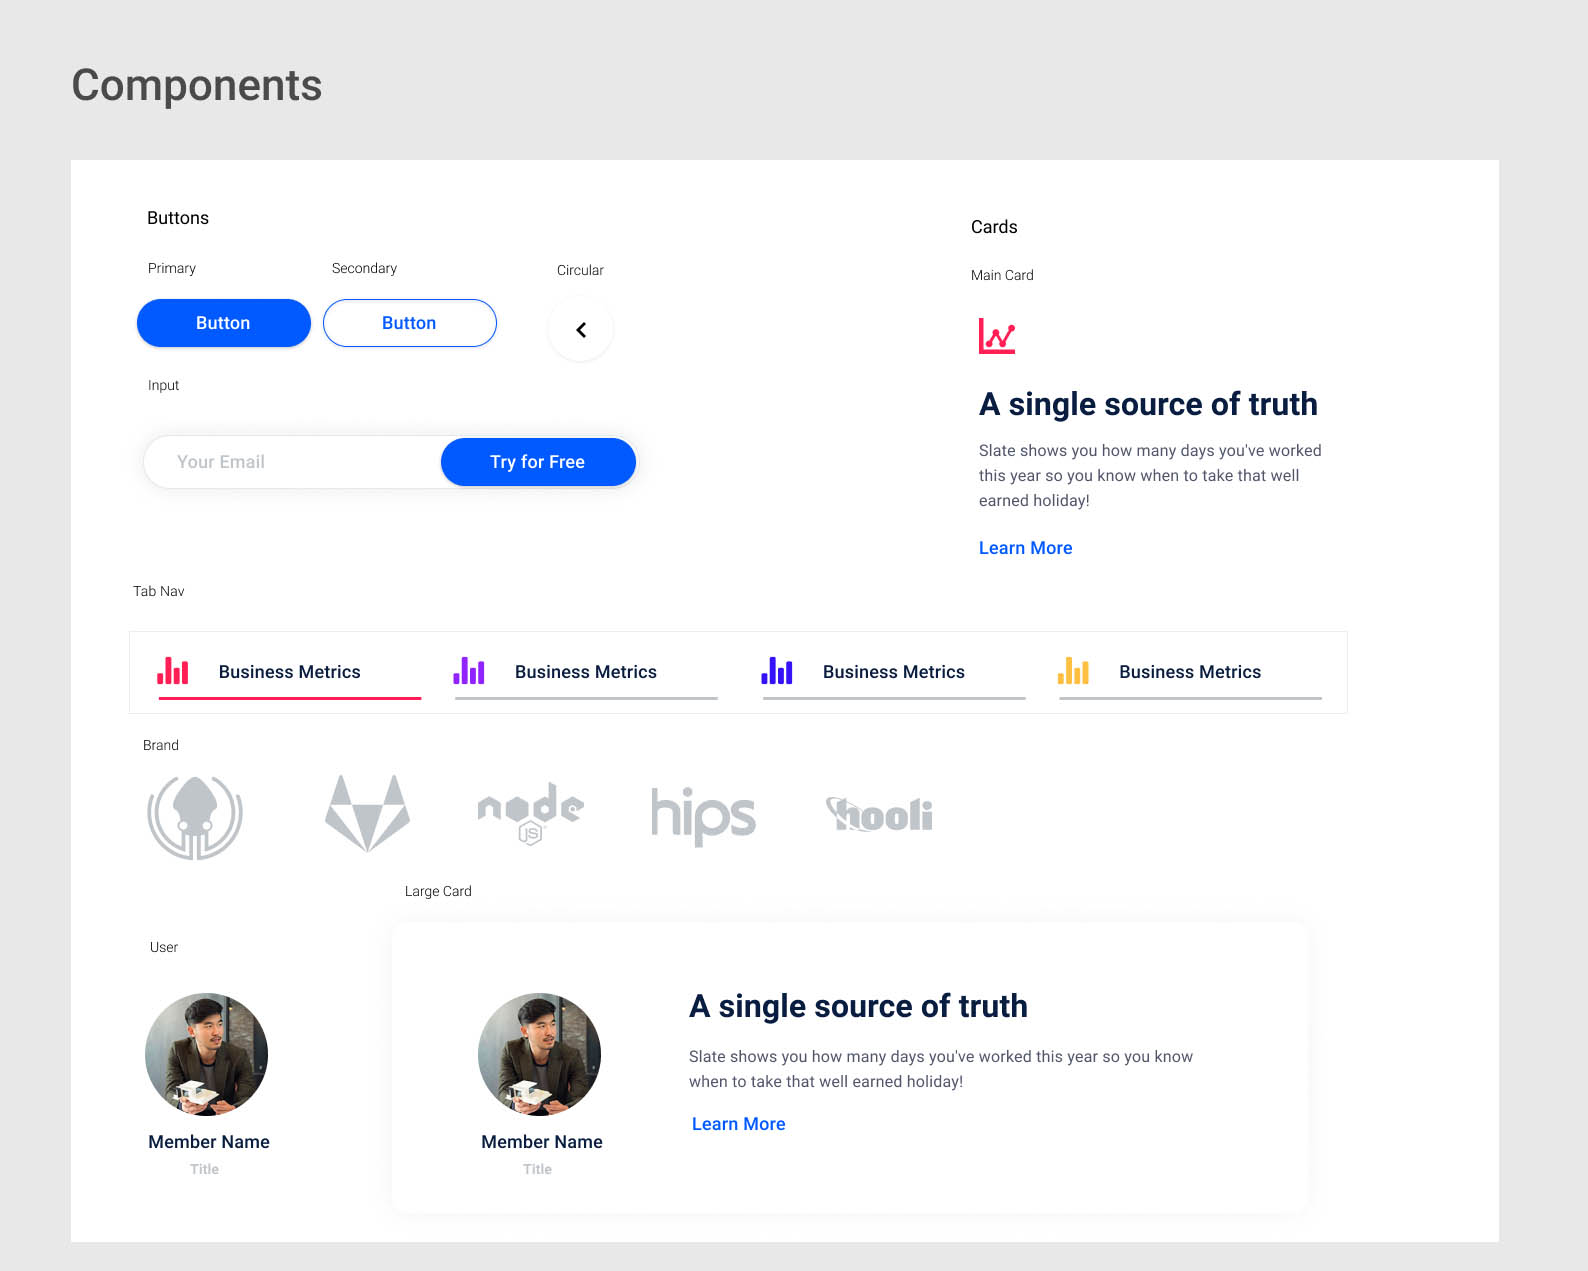 Components
Buttons
Primary
Secondary
Circular
Button
Button
Input
Your Email
Try for Free
Cards
Main Card
A single source of truth
Slate shows you how many days you've worked
this year so you know when to take that well
earned holiday!
Learn More
Tab Nav
Business Metrics
Business Metrics
Business Metrics
Business Metrics
Brand
node
JS
hips
hooli
User
Member Name
Title
Large Card
Member Name
Title
A single source of truth
Slate shows you how many days you've worked this year so you know
when to take that well earned holiday!
Learn More